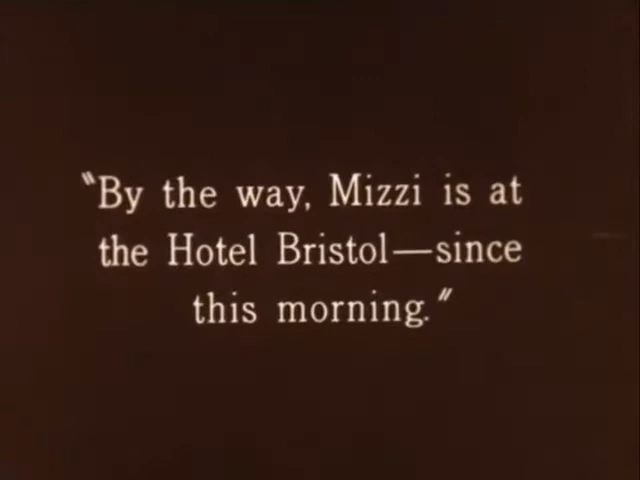 "By the way, Mizzi is at
the Hotel Bristol—since
this morning."